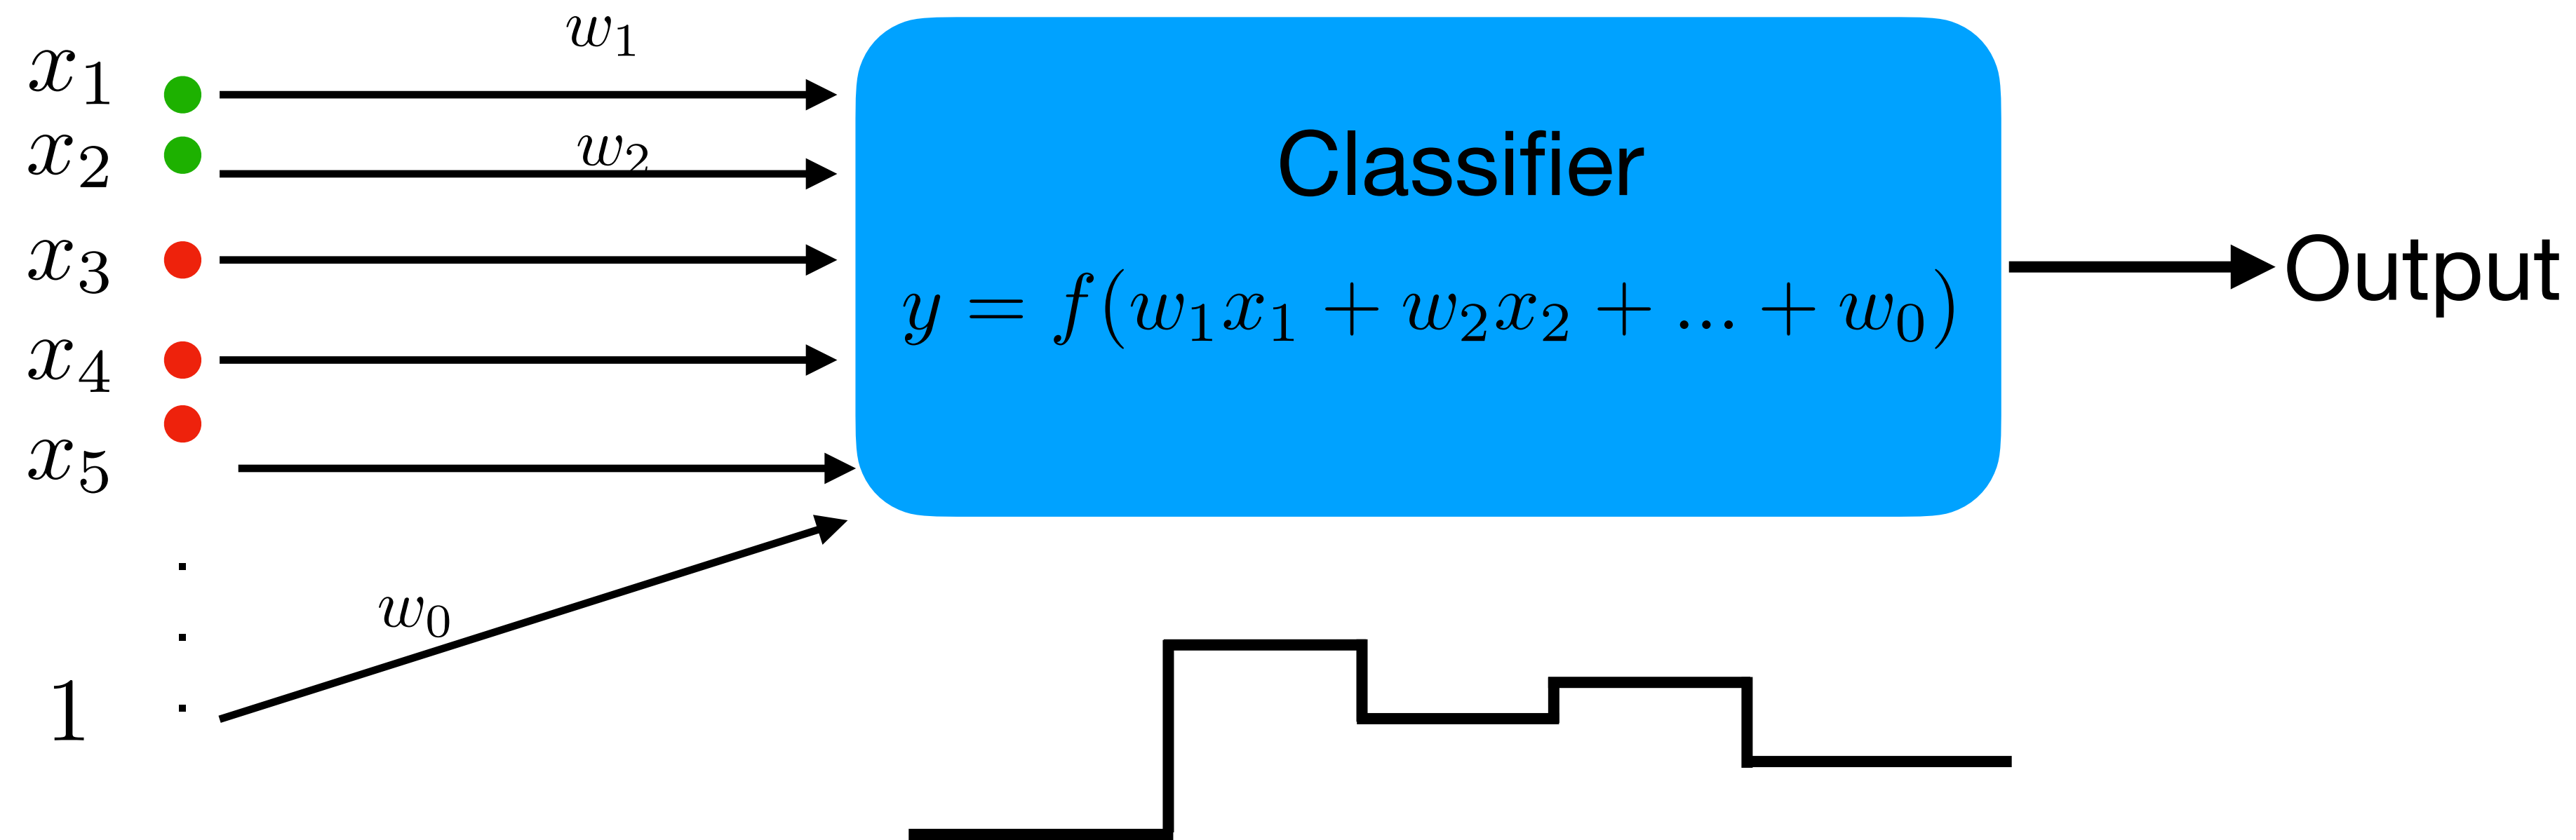 x₁
w₁
x₂
w₂
x₃
x₄
x₅
.
.
.
1
w₀
Classifier
y = f(w₁x₁ + w₂x₂ + ... + w₀)
Output